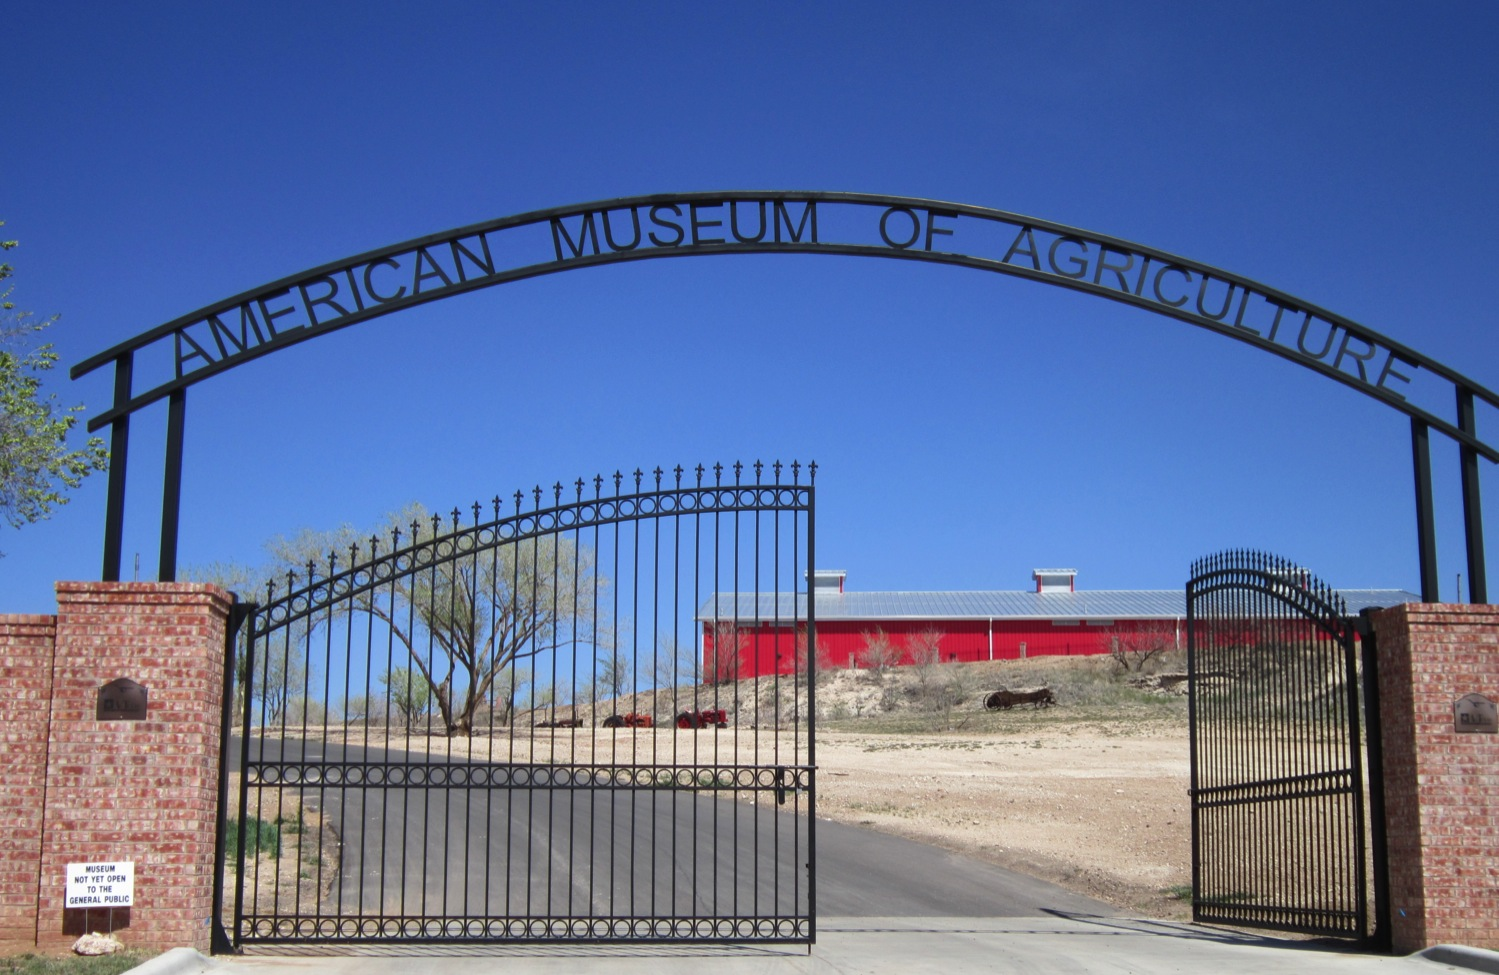 AMERICAN MUSEUM OF AGRICULTURE
MUSEUM
NOT YET OPEN
TO THE
GENERAL PUBLIC